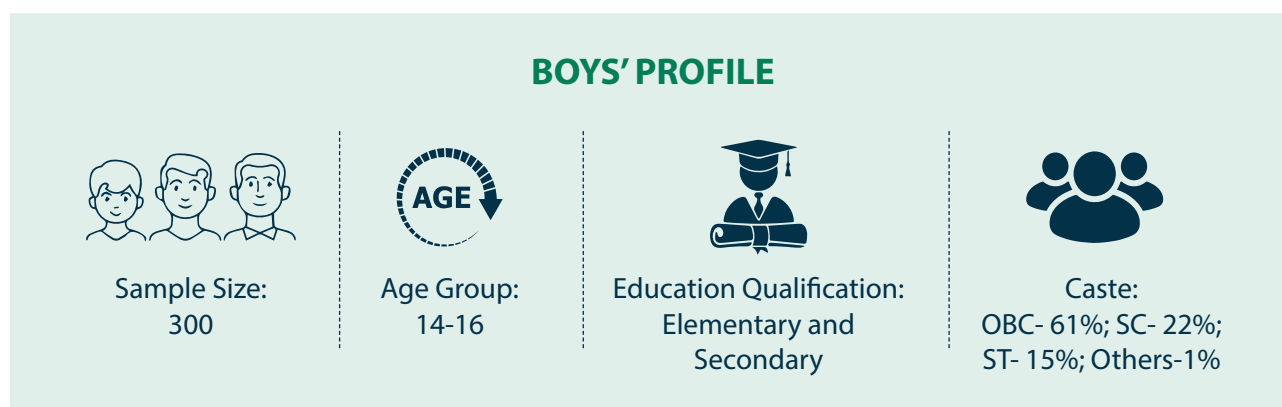 BOYS’ PROFILE
AGE
Sample Size:
300
Age Group:
14-16
Education Qualification:
Elementary and
Secondary
Caste:
OBC- 61%; SC- 22%;
ST- 15%; Others-1%